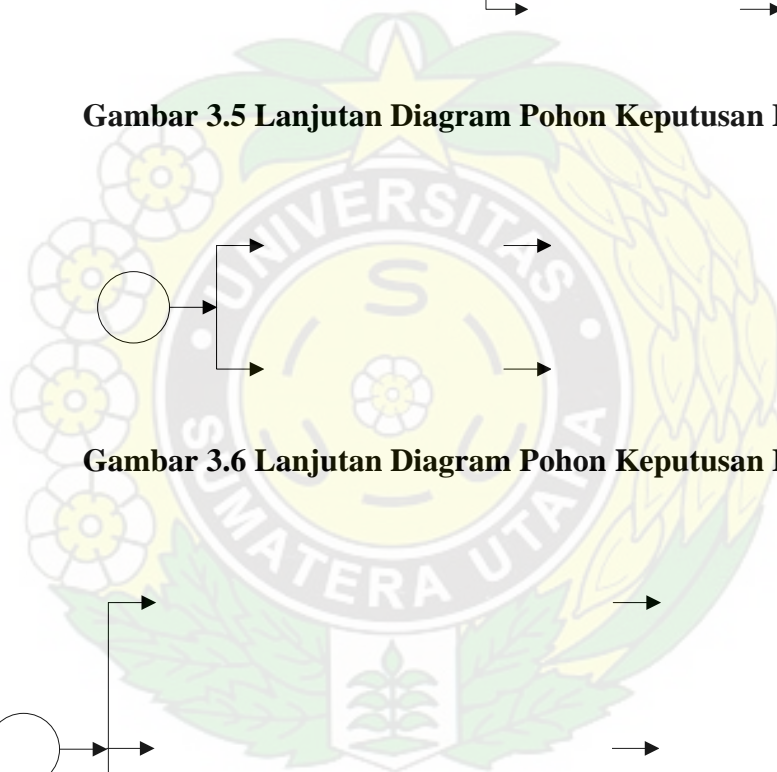 Gambar 3.5 Lanjutan Diagram Pohon Keputusan
UNIVERSITAS
S
U U
SUMATERA UTARA
Gambar 3.6 Lanjutan Diagram Pohon Keputusan